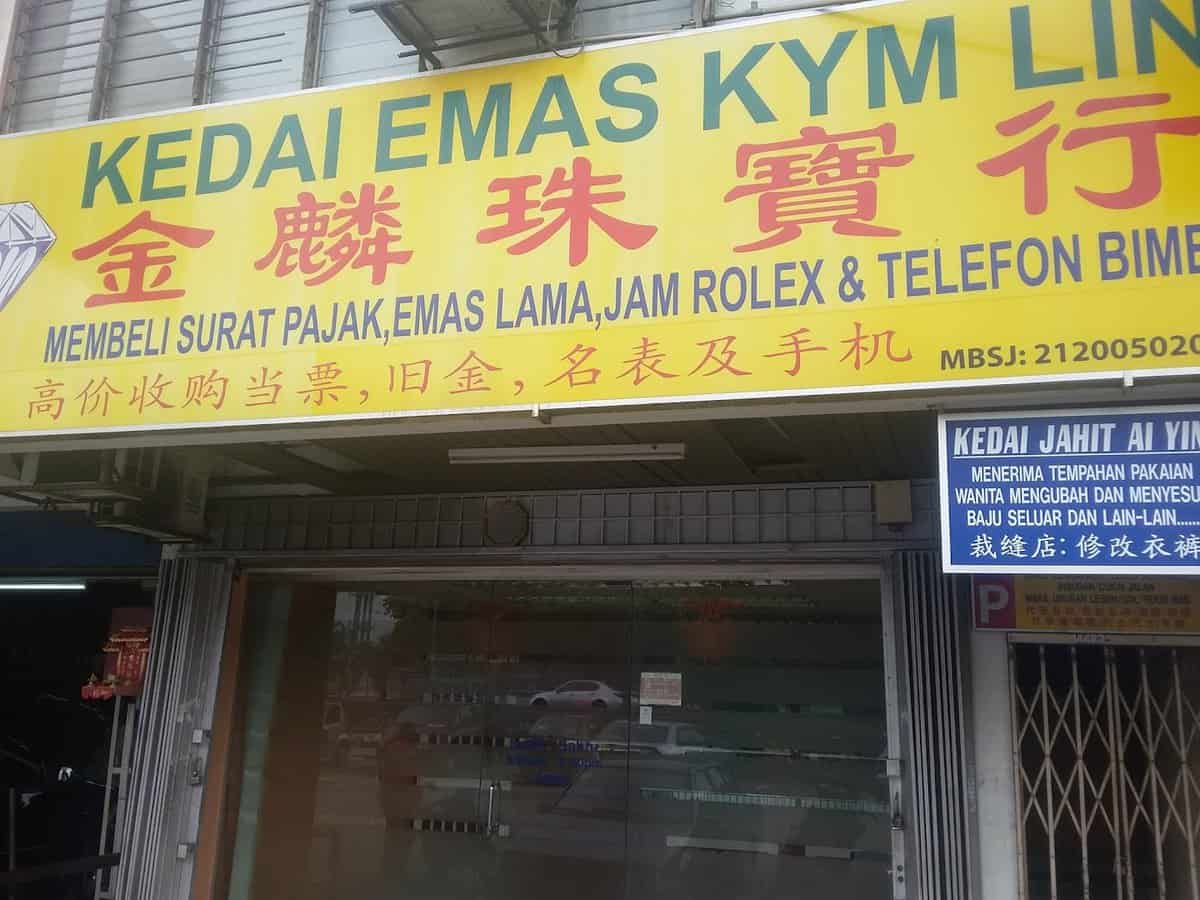 KEDAI EMAS KYM LIN
金麟珠寶行
MEMBELI SURAT PAJAK,EMAS LAMA,JAM ROLEX & TELEFON BIMB
高价收购当票,旧金,名表及手机
MBSJ: 212005020
KEDAI JAHIT AI YIN
MENERIMA TEMPAHAN PAKAIAN
WANITA MENGUBAH DAN MENYESU
BAJU SELUAR DAN LAIN-LAIN......
裁缝店: 修改衣裤
P